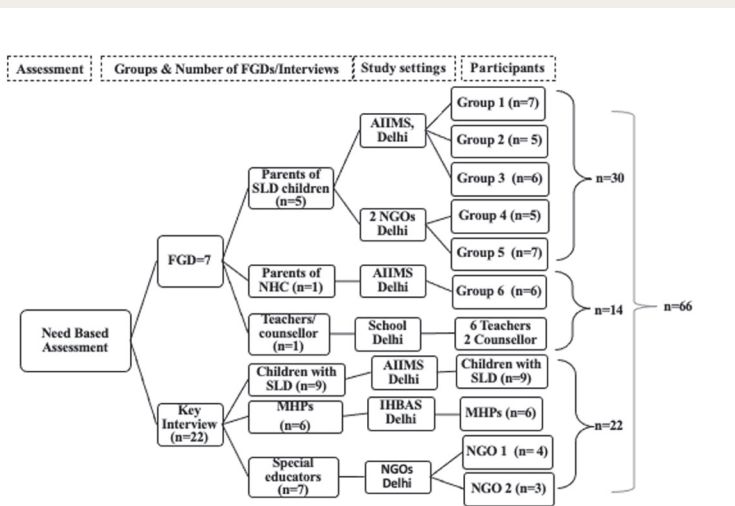 Assessment
Groups & Number of FGDs/Interviews
Study settings
Participants
Need Based
Assessment
FGD=7
Parents of
SLD children
(n=5)
AIIMS,
Delhi
Group 1 (n=7)
Group 2 (n= 5)
Group 3 (n=6)
2 NGOs
Delhi
Group 4 (n=5)
Group 5 (n=7)
n=30
Parents of
NHC (n=1)
AIIMS
Delhi
Group 6 (n=6)
Teachers/
counsellor
(n=1)
School
Delhi
6 Teachers
2 Counsellor
n=14
Key
Interview
(n=22)
Children with
SLD (n=9)
AIIMS
Delhi
Children with
SLD (n=9)
MHPs
(n=6)
IHBAS
Delhi
MHPs (n=6)
Special
educators
(n=7)
NGOs
Delhi
NGO 1 (n= 4)
NGO 2 (n=3)
n=22
n=66